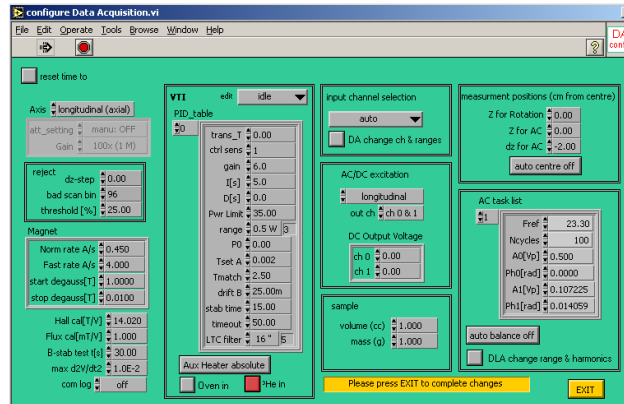 configure Data Acquisition.vi
File Edit Operate Tools Browse Window Help
?
DA
reset time to
Axis longitudinal (axial)
att_setting manu: OFF
Gain 100x (1 M)
reject
dz-step 0.00
bad scan bin 96
threshold [%] 25.00
Magnet
Norm rate A/s 0.450
Fast rate A/s 4.000
start degauss[T] 1.0000
stop degauss[T] 0.0100
Hall cal[T/V] 14.020
Flux cal[mT/V] 1.000
B-stab test t[s] 30.00
max d2V/dt2 1.0E-2
com log off
VTI edit idle
PID_table
0
trans_T 0.00
ctrl sens 1
gain 6.0
I[s] 5.0
D[s] 0.0
Pwr Limit 35.00
range 0.5 W 3
P0 0.00
Tset A 0.002
Tmatch 2.50
drift B 25.00m
stab time 15.00
timeout 50.00
LTC filter 16 " 5
Aux Heater absolute
Oven in ³He in
input channel selection
auto
DA change ch & ranges
AC/DC excitation
longitudinal
out ch ch 0 & 1
DC Output Voltage
ch 0 0.00
ch 1 0.00
sample
volume (cc) 1.000
mass (g) 1.000
Please press EXIT to complete changes
measurment positions (cm from centre)
Z for Rotation 0.00
Z for AC 0.00
dz for AC -2.00
auto centre off
AC task list
1
Fref 23.30
Ncycles 100
A0[Vp] 0.500
Ph0[rad] 0.0000
A1[Vp] 0.107225
Ph1[rad] 0.014059
auto balance off
DLA change range & harmonics
EXIT